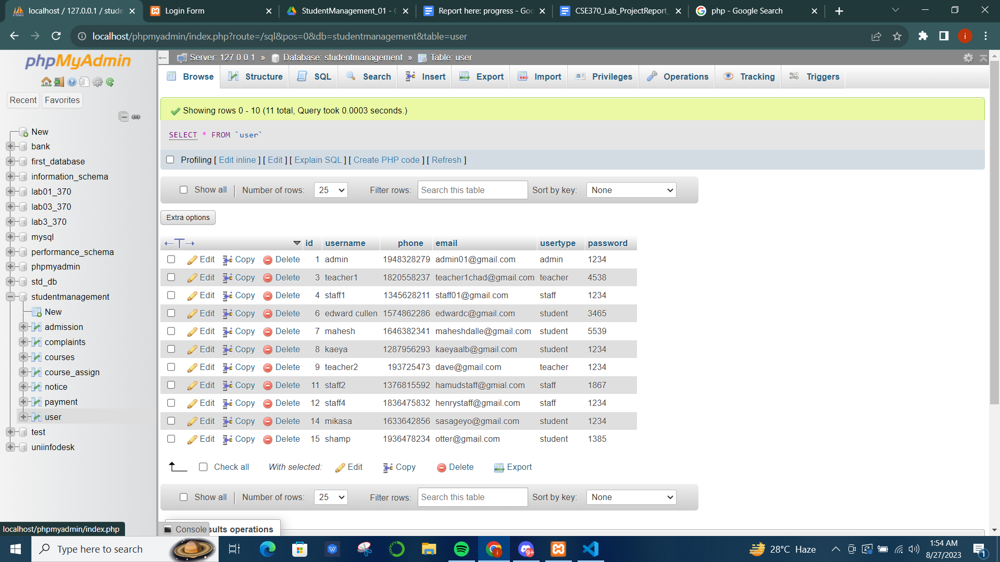 localhost / 127.0.0.1 / stude
Login Form
StudentManagement_01 - G
Report here: progress - Goo
CSE370_Lab_ProjectReport_
php - Google Search
localhost/phpmyadmin/index.php?route=/sql&pos=0&db=studentmanagement&table=user
i
phpMyAdmin
Recent
Favorites
New
bank
first_database
information_schema
lab01_370
lab03_370
lab3_370
mysql
performance_schema
phpmyadmin
std_db
studentmanagement
New
admission
complaints
courses
course_assign
notice
payment
user
test
uniinfodesk
Server: 127.0.0.1 » Database: studentmanagement » Table: user
Browse Structure SQL Search Insert Export Import Privileges Operations Tracking Triggers
Showing rows 0 - 10 (11 total, Query took 0.0003 seconds.)
SELECT * FROM `user`
Profiling [ Edit inline ] [ Edit ] [ Explain SQL ] [ Create PHP code ] [ Refresh ]
Show all Number of rows: 25 Filter rows: Search this table Sort by key: None
Extra options
id username phone email usertype password
Edit Copy Delete 1 admin 1948328279 admin01@gmail.com admin 1234
Edit Copy Delete 3 teacher1 1820558237 teacher1chad@gmail.com teacher 4538
Edit Copy Delete 4 staff1 1345628211 staff01@gmail.com staff 1234
Edit Copy Delete 6 edward cullen 1574862286 edwardc@gmail.com student 3465
Edit Copy Delete 7 mahesh 1646382341 maheshdalle@gmail.com student 5539
Edit Copy Delete 8 kaeya 1287956293 kaeyaalb@gmail.com student 1234
Edit Copy Delete 9 teacher2 193725473 dave@gmail.com teacher 1234
Edit Copy Delete 11 staff2 1376815592 hamudstaff@gmial.com staff 1867
Edit Copy Delete 12 staff4 1836475832 henrystaff@gmail.com staff 1234
Edit Copy Delete 14 mikasa 1633642856 sasageyo@gmail.com student 1234
Edit Copy Delete 15 shamp 1936478234 otter@gmail.com student 1385
Check all With selected: Edit Copy Delete Export
Show all Number of rows: 25 Filter rows: Search this table Sort by key: None
localhost/phpmyadmin/index.php
Console
sults operations
Type here to search
9+
28°C Haze
1:54 AM
8/27/2023
1